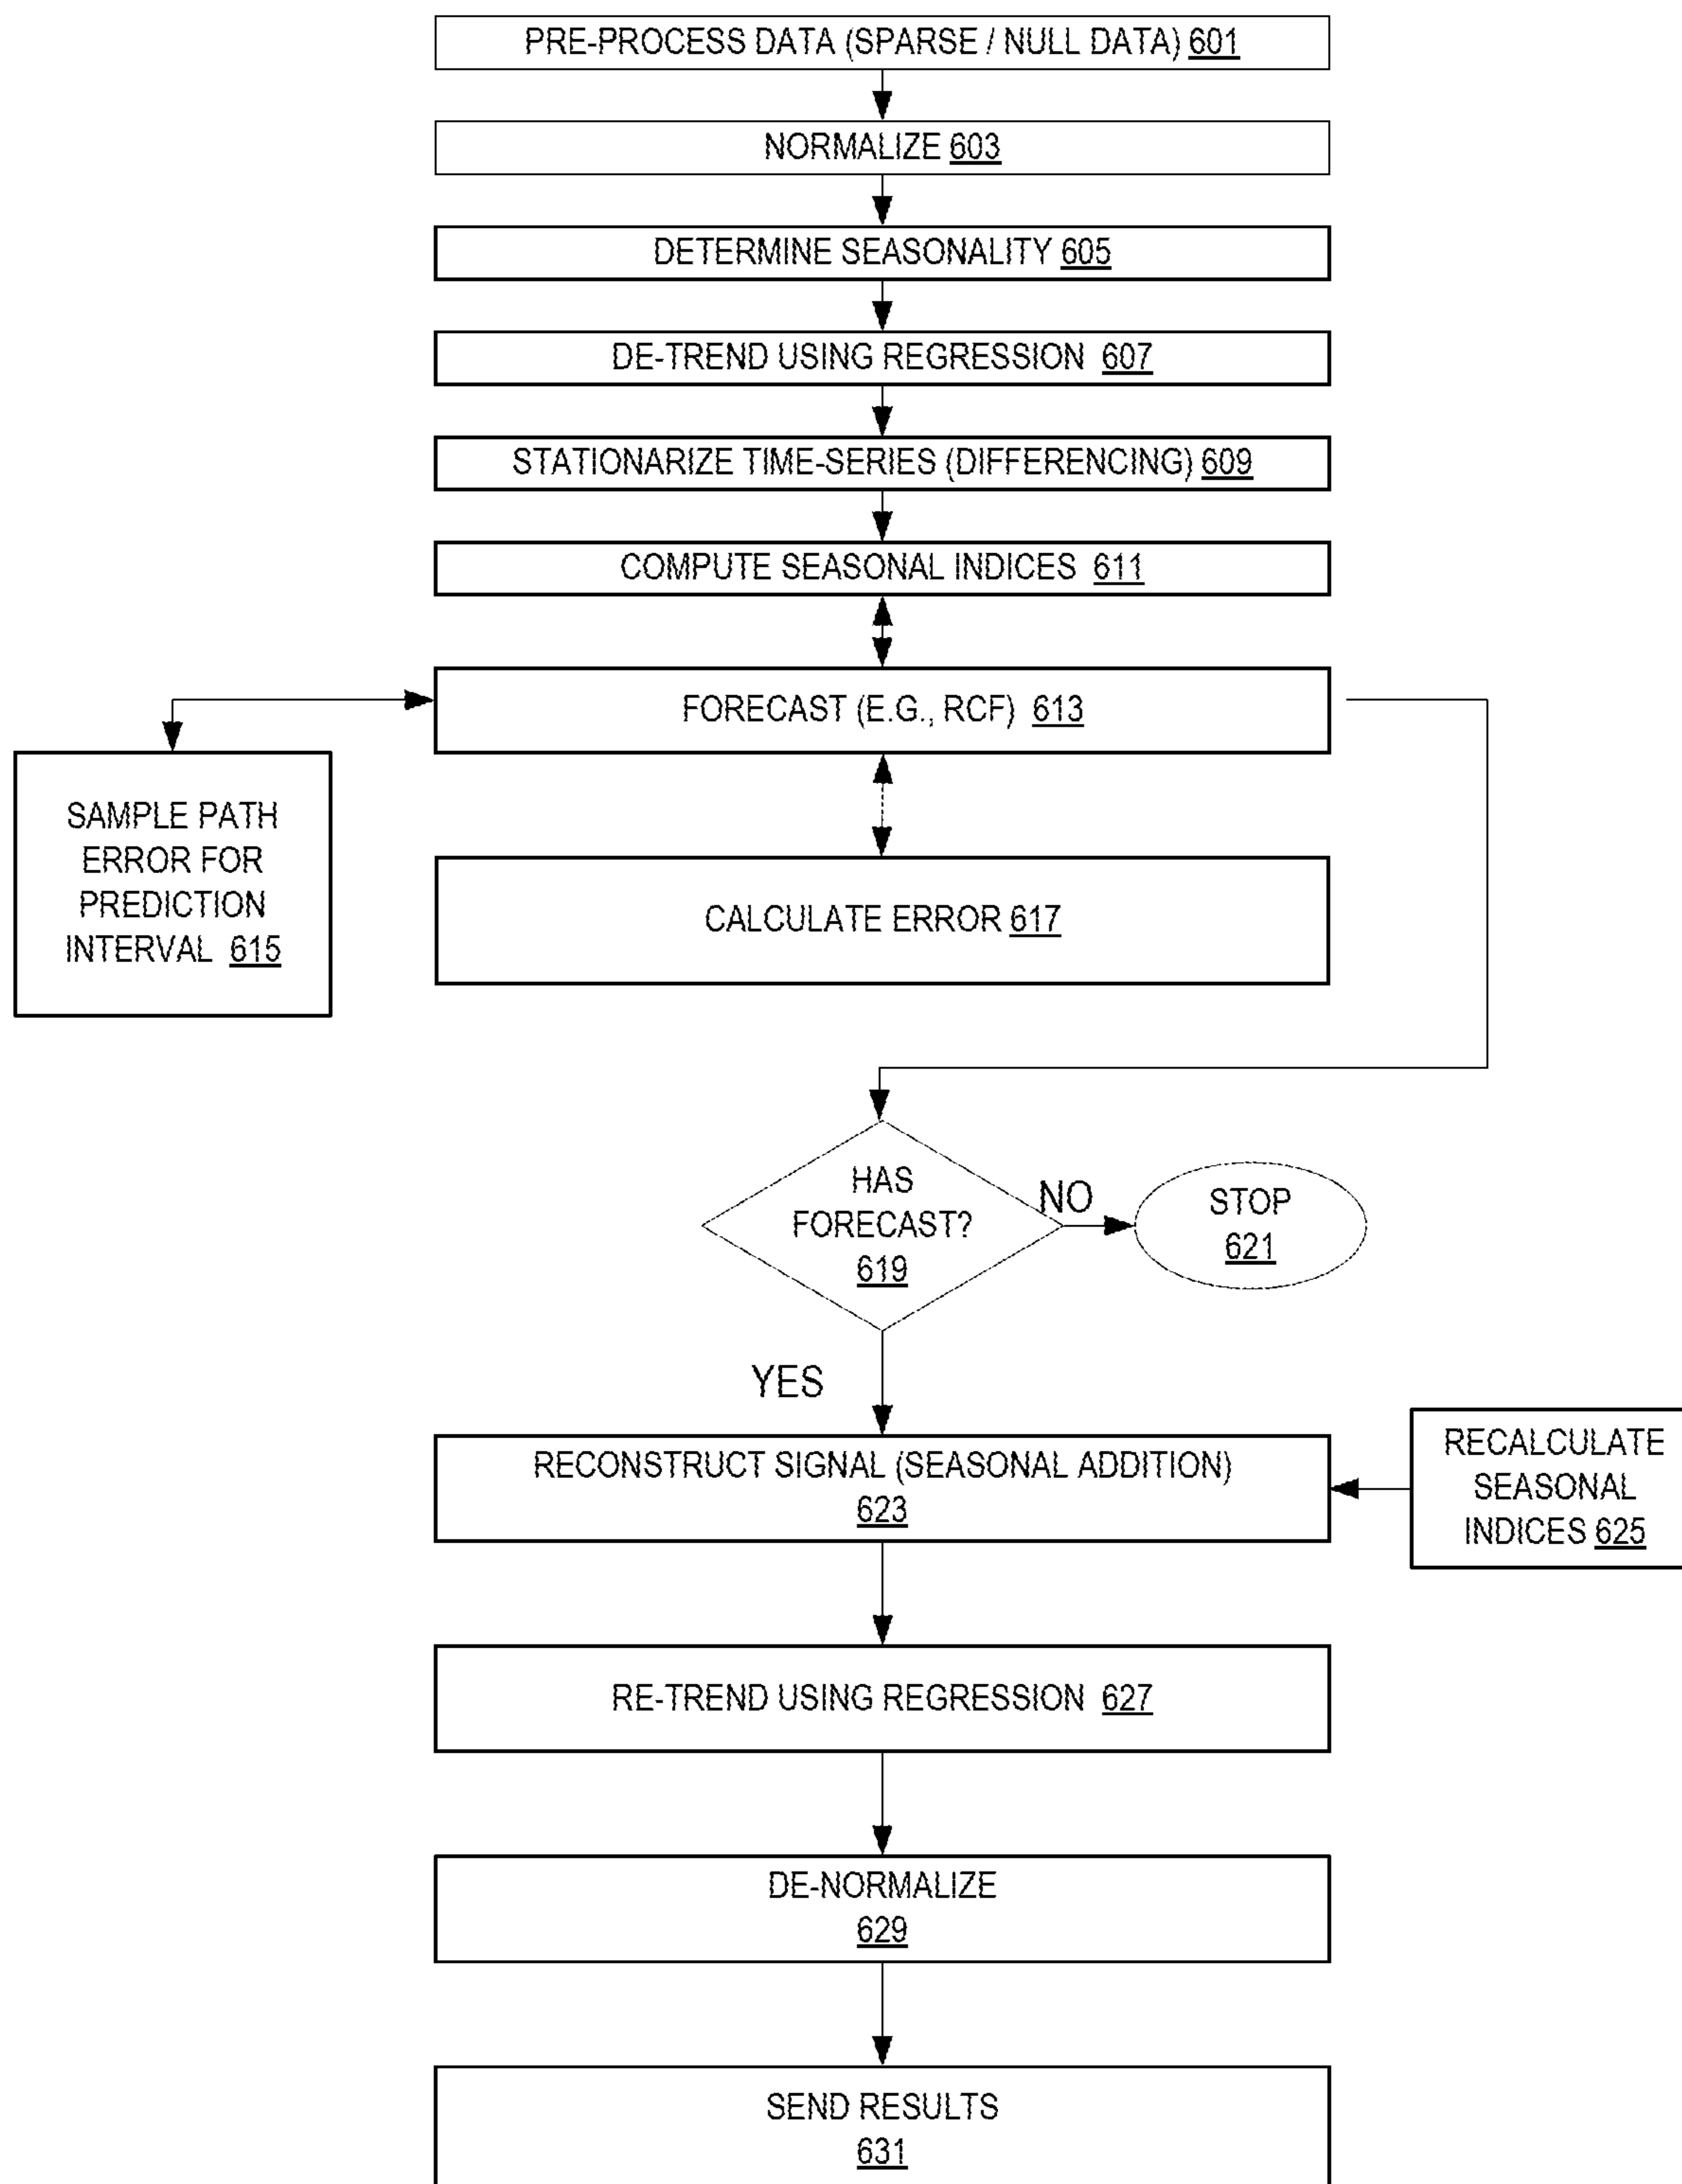 PRE-PROCESS DATA (SPARSE / NULL DATA) 601
NORMALIZE 603
DETERMINE SEASONALITY 605
DE-TREND USING REGRESSION 607
STATIONARIZE TIME-SERIES (DIFFERENCING) 609
COMPUTE SEASONAL INDICES 611
FORECAST (E.G., RCF) 613
SAMPLE PATH
ERROR FOR
PREDICTION
INTERVAL 615
CALCULATE ERROR 617
HAS
FORECAST?
619
NO
STOP
621
YES
RECONSTRUCT SIGNAL (SEASONAL ADDITION)
623
RECALCULATE
SEASONAL
INDICES 625
RE-TREND USING REGRESSION 627
DE-NORMALIZE
629
SEND RESULTS
631